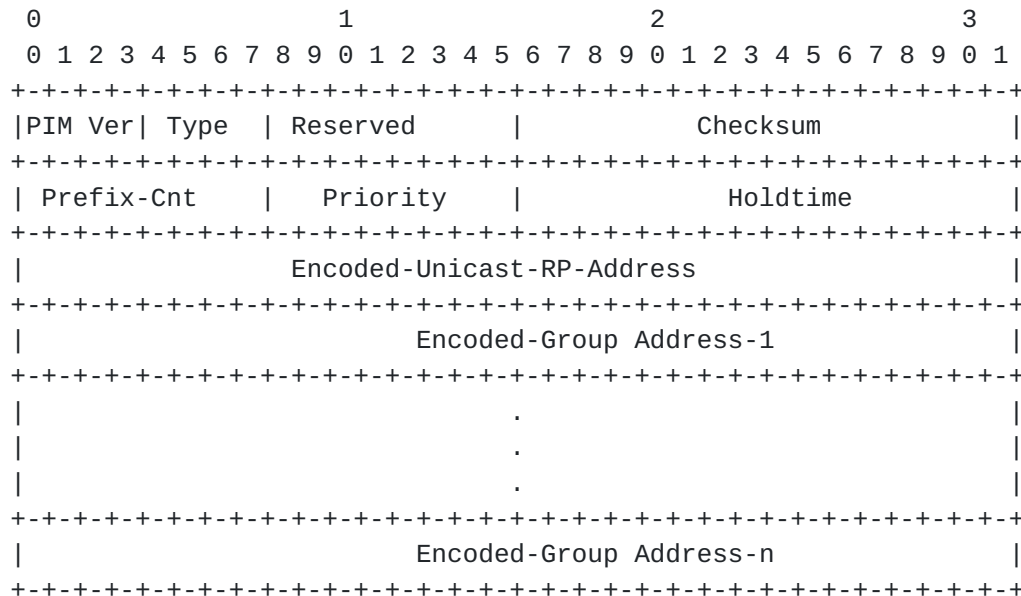 0                   1                   2                   3
 0 1 2 3 4 5 6 7 8 9 0 1 2 3 4 5 6 7 8 9 0 1 2 3 4 5 6 7 8 9 0 1
+-+-+-+-+-+-+-+-+-+-+-+-+-+-+-+-+-+-+-+-+-+-+-+-+-+-+-+-+-+-+-+-+
|PIM Ver| Type  | Reserved      |           Checksum            |
+-+-+-+-+-+-+-+-+-+-+-+-+-+-+-+-+-+-+-+-+-+-+-+-+-+-+-+-+-+-+-+-+
| Prefix-Cnt    |   Priority    |             Holdtime          |
+-+-+-+-+-+-+-+-+-+-+-+-+-+-+-+-+-+-+-+-+-+-+-+-+-+-+-+-+-+-+-+-+
|                 Encoded-Unicast-RP-Address                    |
+-+-+-+-+-+-+-+-+-+-+-+-+-+-+-+-+-+-+-+-+-+-+-+-+-+-+-+-+-+-+-+-+
|                         Encoded-Group Address-1               |
+-+-+-+-+-+-+-+-+-+-+-+-+-+-+-+-+-+-+-+-+-+-+-+-+-+-+-+-+-+-+-+-+
|                               .                               |
|                               .                               |
|                               .                               |
+-+-+-+-+-+-+-+-+-+-+-+-+-+-+-+-+-+-+-+-+-+-+-+-+-+-+-+-+-+-+-+-+
|                         Encoded-Group Address-n               |
+-+-+-+-+-+-+-+-+-+-+-+-+-+-+-+-+-+-+-+-+-+-+-+-+-+-+-+-+-+-+-+-+